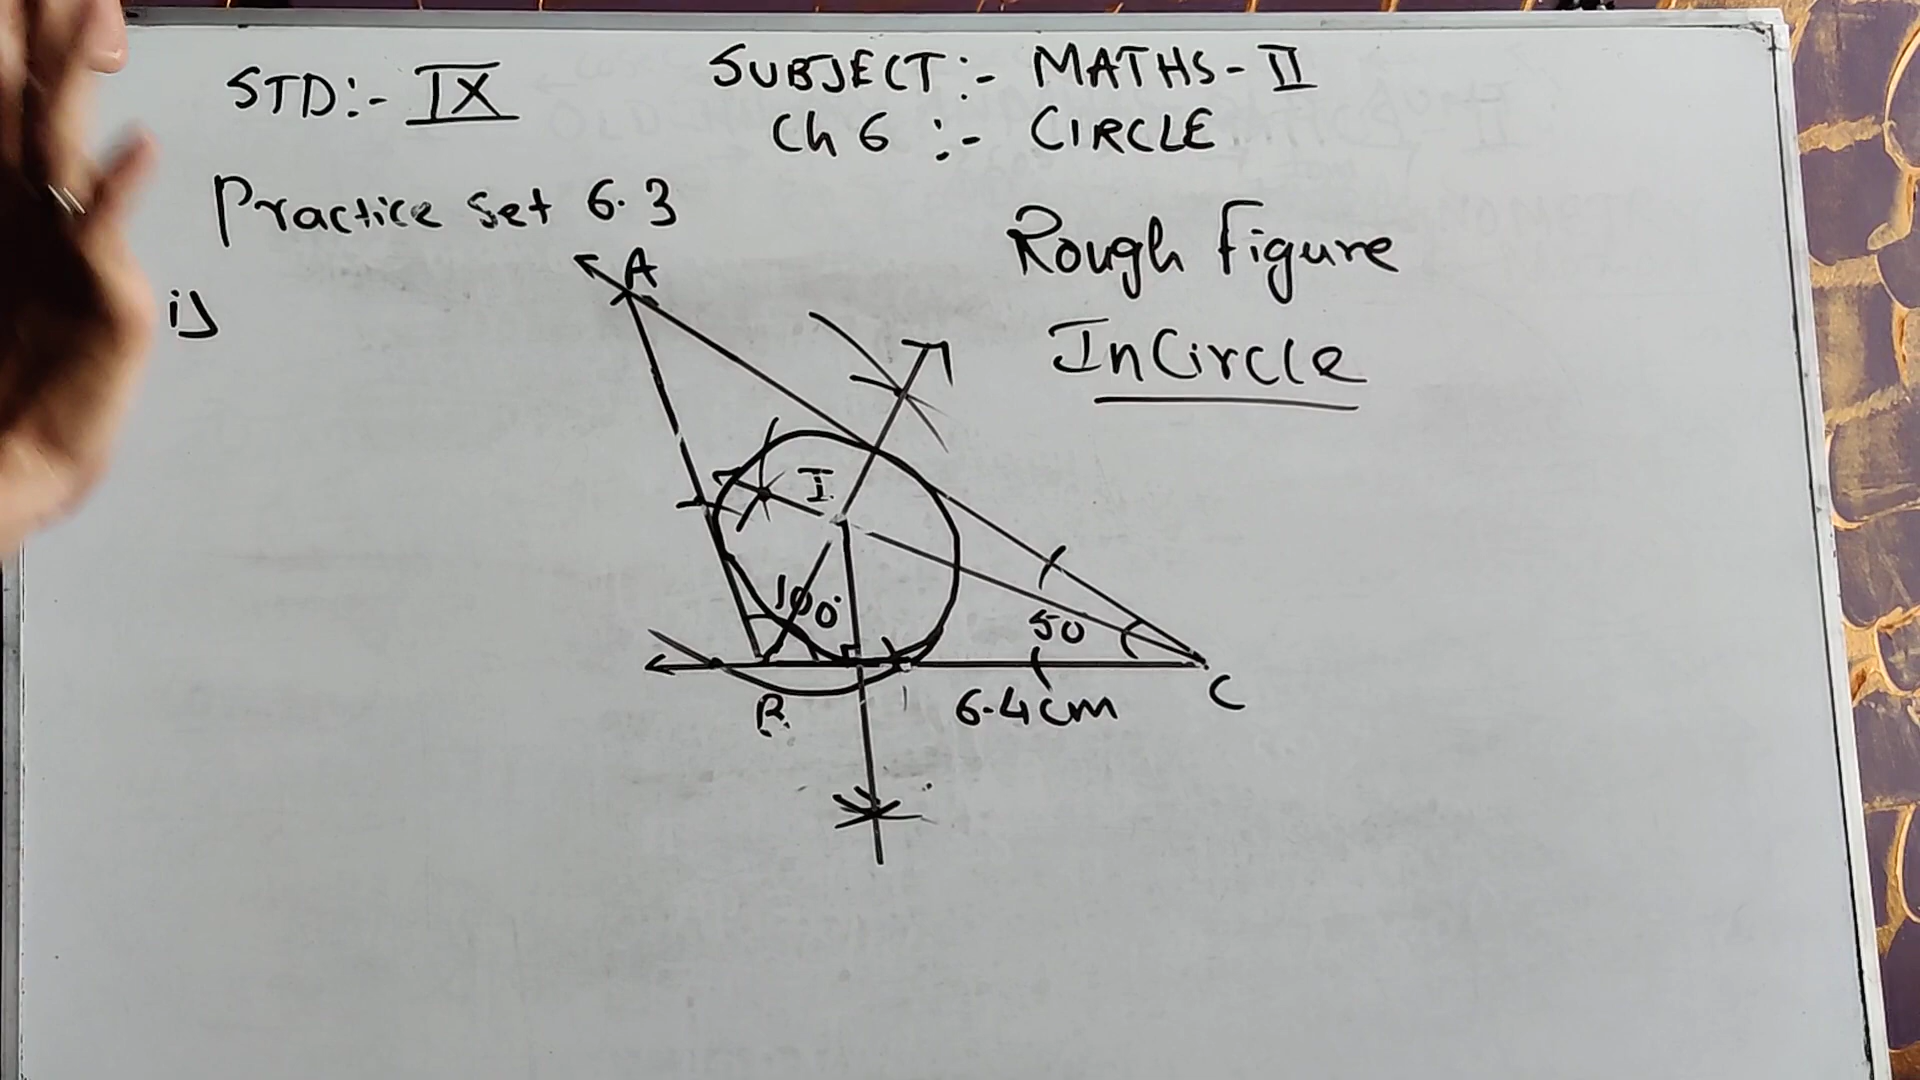 STD:- IX
SUBJECT:- MATHS-II
Ch 6 :- CIRCLE
Practice Set 6.3
Rough Figure
InCircle
i)
A
I
100°
50
B
6.4cm
C